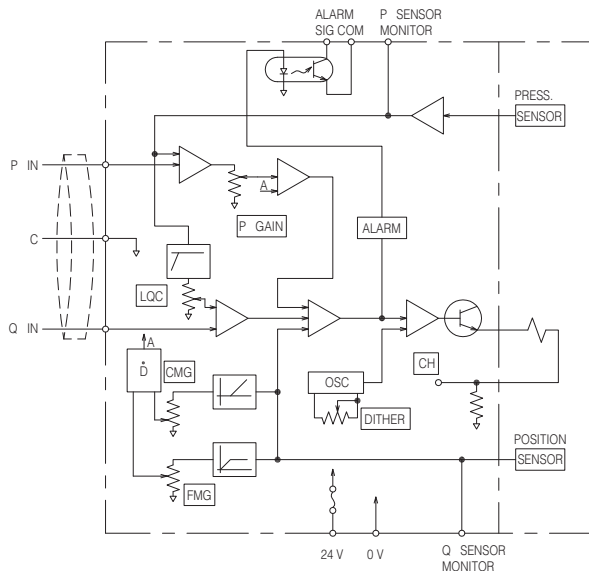 ALARM
SIG COM
P SENSOR
MONITOR
PRESS.
SENSOR
P IN
A
P GAIN
ALARM
C
LQC
Q IN
A
Ḋ
CMG
OSC
CH
DITHER
POSITION
SENSOR
FMG
24 V
0 V
Q SENSOR
MONITOR